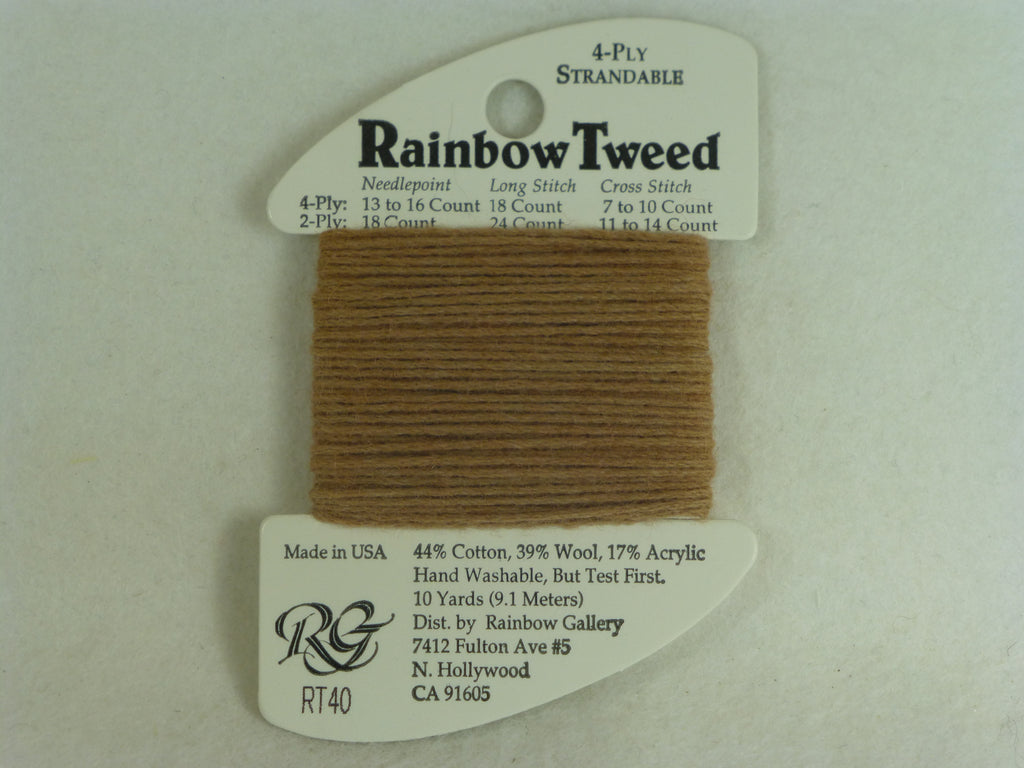 4-Ply
Strandable
Rainbow Tweed
Needlepoint Long Stitch Cross Stitch
4-Ply: 13 to 16 Count 18 Count 7 to 10 Count
2-Ply: 18 Count 24 Count 11 to 14 Count
Made in USA
44% Cotton, 39% Wool, 17% Acrylic
Hand Washable, But Test First.
10 Yards (9.1 Meters)
Dist. by Rainbow Gallery
7412 Fulton Ave #5
N. Hollywood
CA 91605
RG
RT40